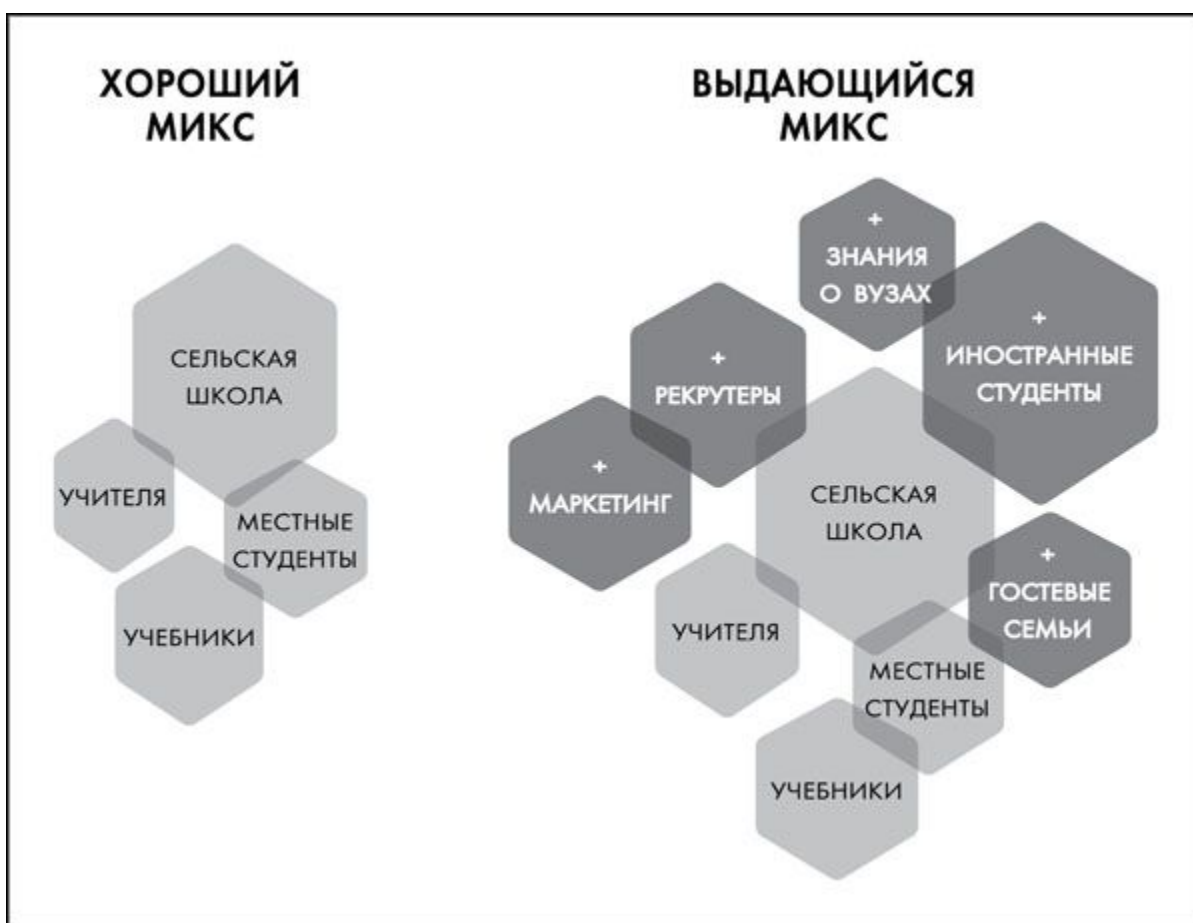 ХОРОШИЙ
МИКС
СЕЛЬСКАЯ
ШКОЛА
УЧИТЕЛЯ
МЕСТНЫЕ
СТУДЕНТЫ
УЧЕБНИКИ
ВЫДАЮЩИЙСЯ
МИКС
+
ЗНАНИЯ
О ВУЗАХ
+
ИНОСТРАННЫЕ
СТУДЕНТЫ
+
РЕКРУТЕРЫ
+
МАРКЕТИНГ
СЕЛЬСКАЯ
ШКОЛА
+
ГОСТЕВЫЕ
СЕМЬИ
УЧИТЕЛЯ
МЕСТНЫЕ
СТУДЕНТЫ
УЧЕБНИКИ